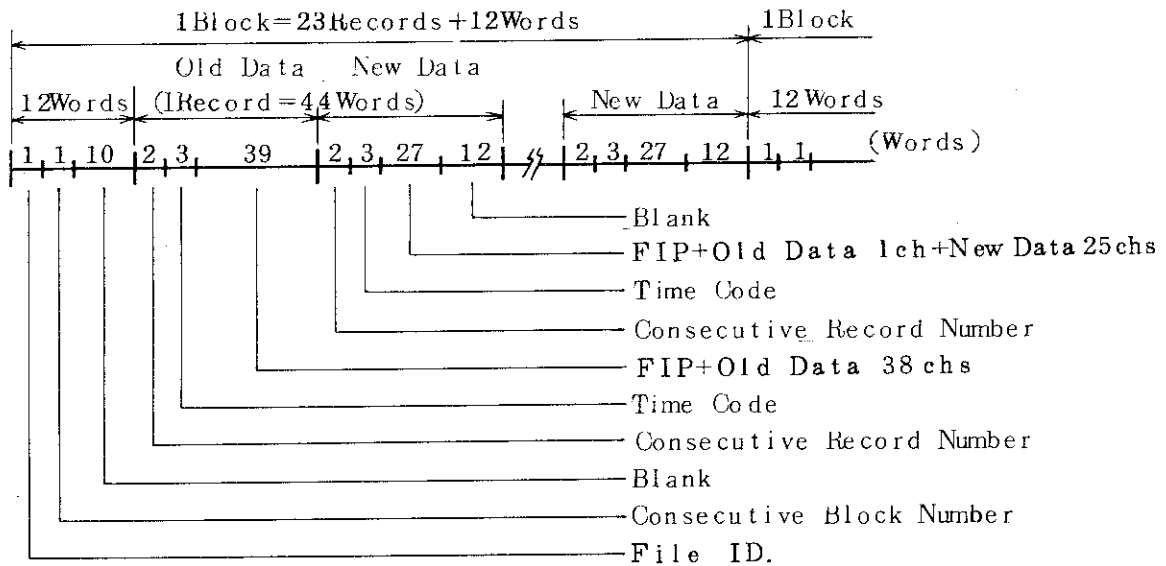 1Block=23Records+12Words 1Block
Old Data New Data
12Words (1Record=44Words) New Data 12Words
1 1 10 2 3 39 2 3 27 12 2 3 27 12 1 1 (Words)
Blank
FIP+Old Data 1ch+New Data 25chs
Time Code
Consecutive Record Number
FIP+Old Data 38chs
Time Code
Consecutive Record Number
Blank
Consecutive Block Number
File ID.